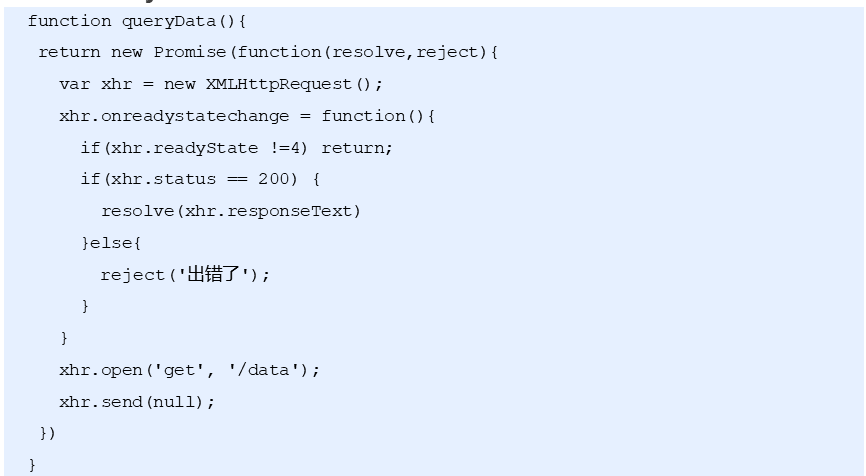 function queryData(){
return new Promise(function(resolve,reject){
var xhr = new XMLHttpRequest();
xhr.onreadystatechange = function(){
if(xhr.readyState !=4) return;
if(xhr.status == 200) {
resolve(xhr.responseText)
}else{
reject('出错了');
}
}
xhr.open('get', '/data');
xhr.send(null);
})
}